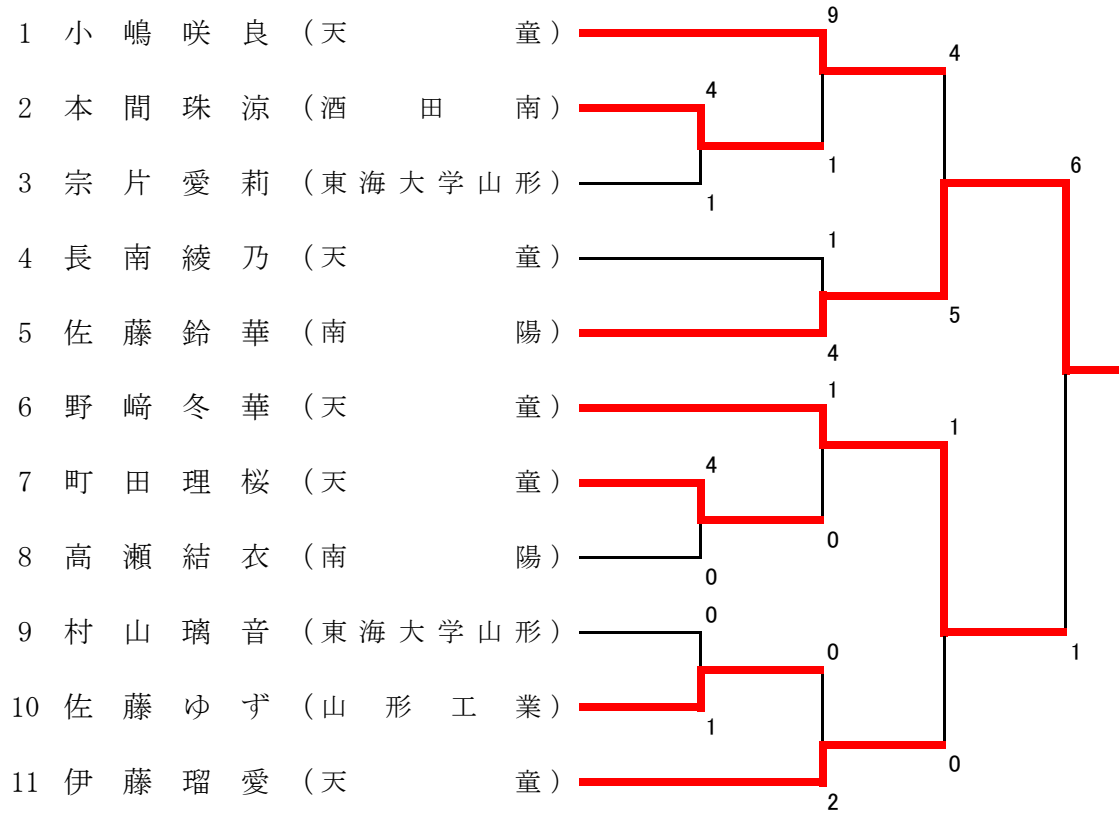 9
1 小嶋咲良 (天童)
4
4
2 本間珠涼 (酒田南)
1
6
3 宗片愛莉 (東海大学山形)
1
1
4 長南綾乃 (天童)
5
5 佐藤鈴華 (南陽)
4
1
6 野﨑冬華 (天童)
1
4
7 町田理桜 (天童)
0
8 高瀬結衣 (南陽)
0
0
9 村山璃音 (東海大学山形)
0
1
10 佐藤ゆず (山形工業)
1
0
11 伊藤瑠愛 (天童)
2